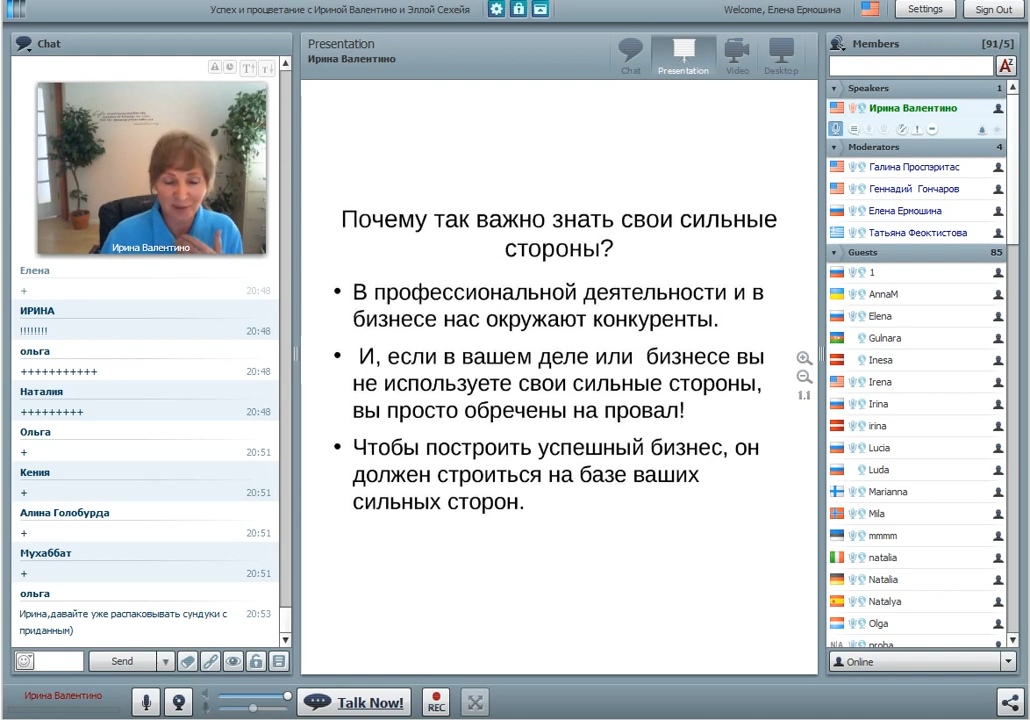 Успех и процветание с Ириной Валентино и Эллой Сехейя
Welcome, Елена Ермошина
Settings
Sign Out
Chat
Ирина Валентино
Елена
+ 20:48
ИРИНА
!!!!!!!! 20:48
ольга
+++++++++++ 20:48
Наталия
+++++++++ 20:48
Ольга
+ 20:51
Кения
+ 20:51
Алина Голобурда
+ 20:51
Мухаббат
+ 20:51
ольга
Ирина,давайте уже распаковывать сундуки с 20:53
приданным)
Send
Presentation
Ирина Валентино
Chat
Presentation
Video
Desktop
Почему так важно знать свои сильные
стороны?
• В профессиональной деятельности и в
бизнесе нас окружают конкуренты.
• И, если в вашем деле или бизнесе вы
не используете свои сильные стороны,
вы просто обречены на провал!
• Чтобы построить успешный бизнес, он
должен строиться на базе ваших
сильных сторон.
1.1
Members [91/5]
Speakers 1
Ирина Валентино
Moderators 4
Галина Проспэритас
Геннадий Гончаров
Елена Ермошина
Татьяна Феоктистова
Guests 85
1
AnnaM
Elena
Gulnara
Inesa
Irena
Irina
irina
Lucia
Luda
Marianna
Mila
mmmm
natalia
Natalia
Natalya
Olga
N/A proba
Online
Ирина Валентино
Talk Now!
REC